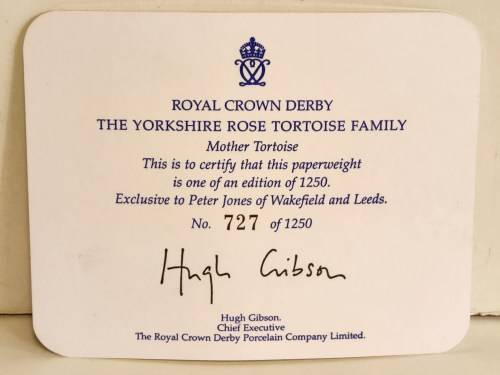 ROYAL CROWN DERBY
THE YORKSHIRE ROSE TORTOISE FAMILY
Mother Tortoise
This is to certify that this paperweight
is one of an edition of 1250.
Exclusive to Peter Jones of Wakefield and Leeds.
No. 727 of 1250
Hugh Gibson
Hugh Gibson.
Chief Executive
The Royal Crown Derby Porcelain Company Limited.